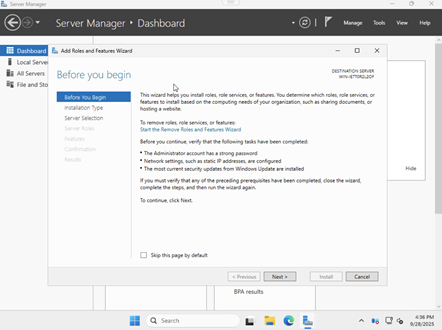 Server Manager
Server Manager • Dashboard
Manage Tools View Help
Dashboard
Local Server
All Servers
File and Sto
Add Roles and Features Wizard
Before you begin
DESTINATION SERVER
Before You Begin
Installation Type
Server Selection
Server Roles
Features
Confirmation
Results
This wizard helps you install roles, role services, or features. You determine which roles, role services, or
features to install based on the computing needs of your organization, such as sharing documents, or
hosting a website.
To remove roles, role services, or features:
Start the Remove Roles and Features Wizard
Before you continue, verify that the following tasks have been completed:
• The Administrator account has a strong password
• Network settings, such as static IP addresses, are configured
• The most current security updates from Windows Update are installed
If you must verify that any of the preceding prerequisites have been completed, close the wizard,
complete the steps, and then run the wizard again.
To continue, click Next.
Hide
Skip this page by default
< Previous
Next >
Install
Cancel
BPA results
Search
4:36 PM
9/28/2025